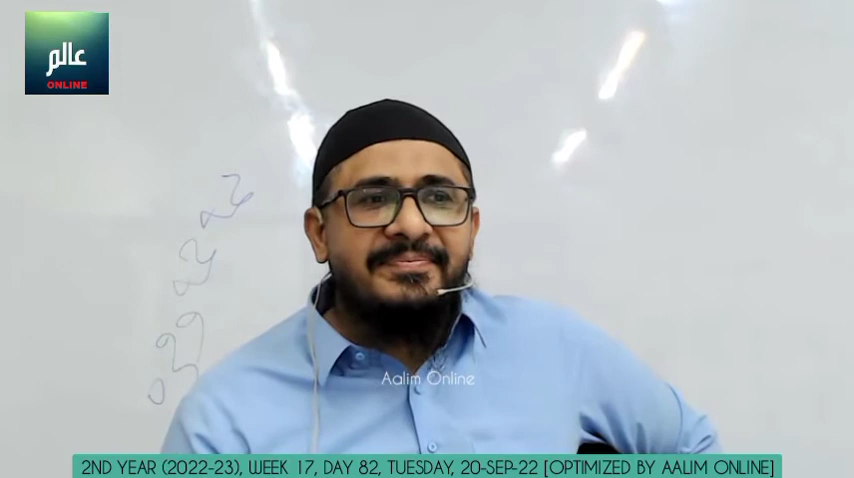 عالم
ONLINE
Aalim Online
2ND YEAR (2022-23), WEEK 17, DAY 82, TUESDAY, 20-SEP-22 [OPTIMIZED BY AALIM ONLINE]